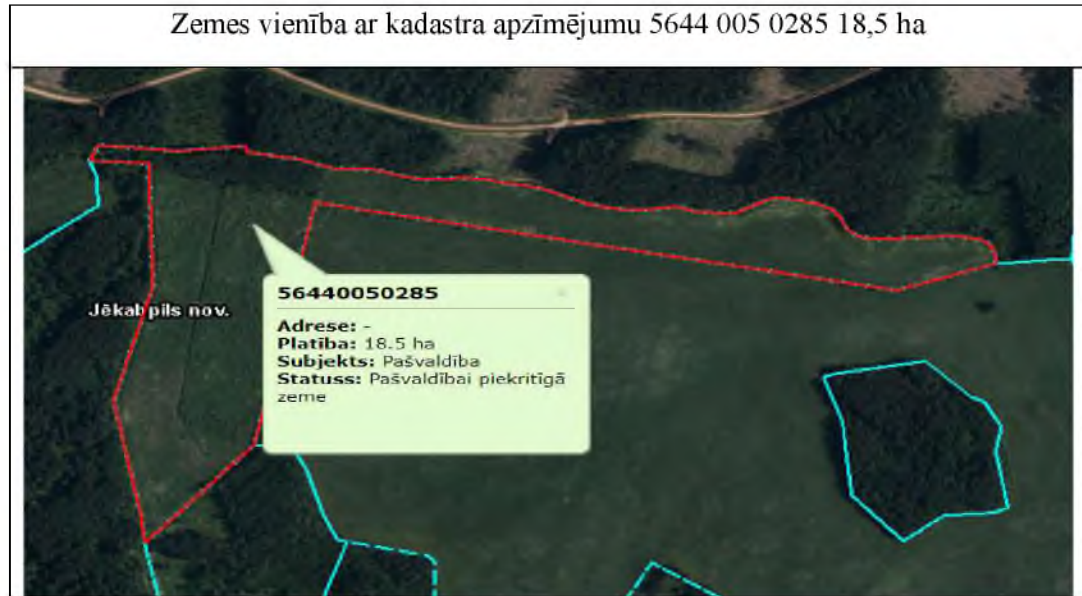 Zemes vienība ar kadastra apzīmējumu 5644 005 0285 18,5 ha
Jēkabpils nov.
56440050285
Adrese: -
Platība: 18.5 ha
Subjekts: Pašvaldība
Statuss: Pašvaldībai piekritīgā
zeme